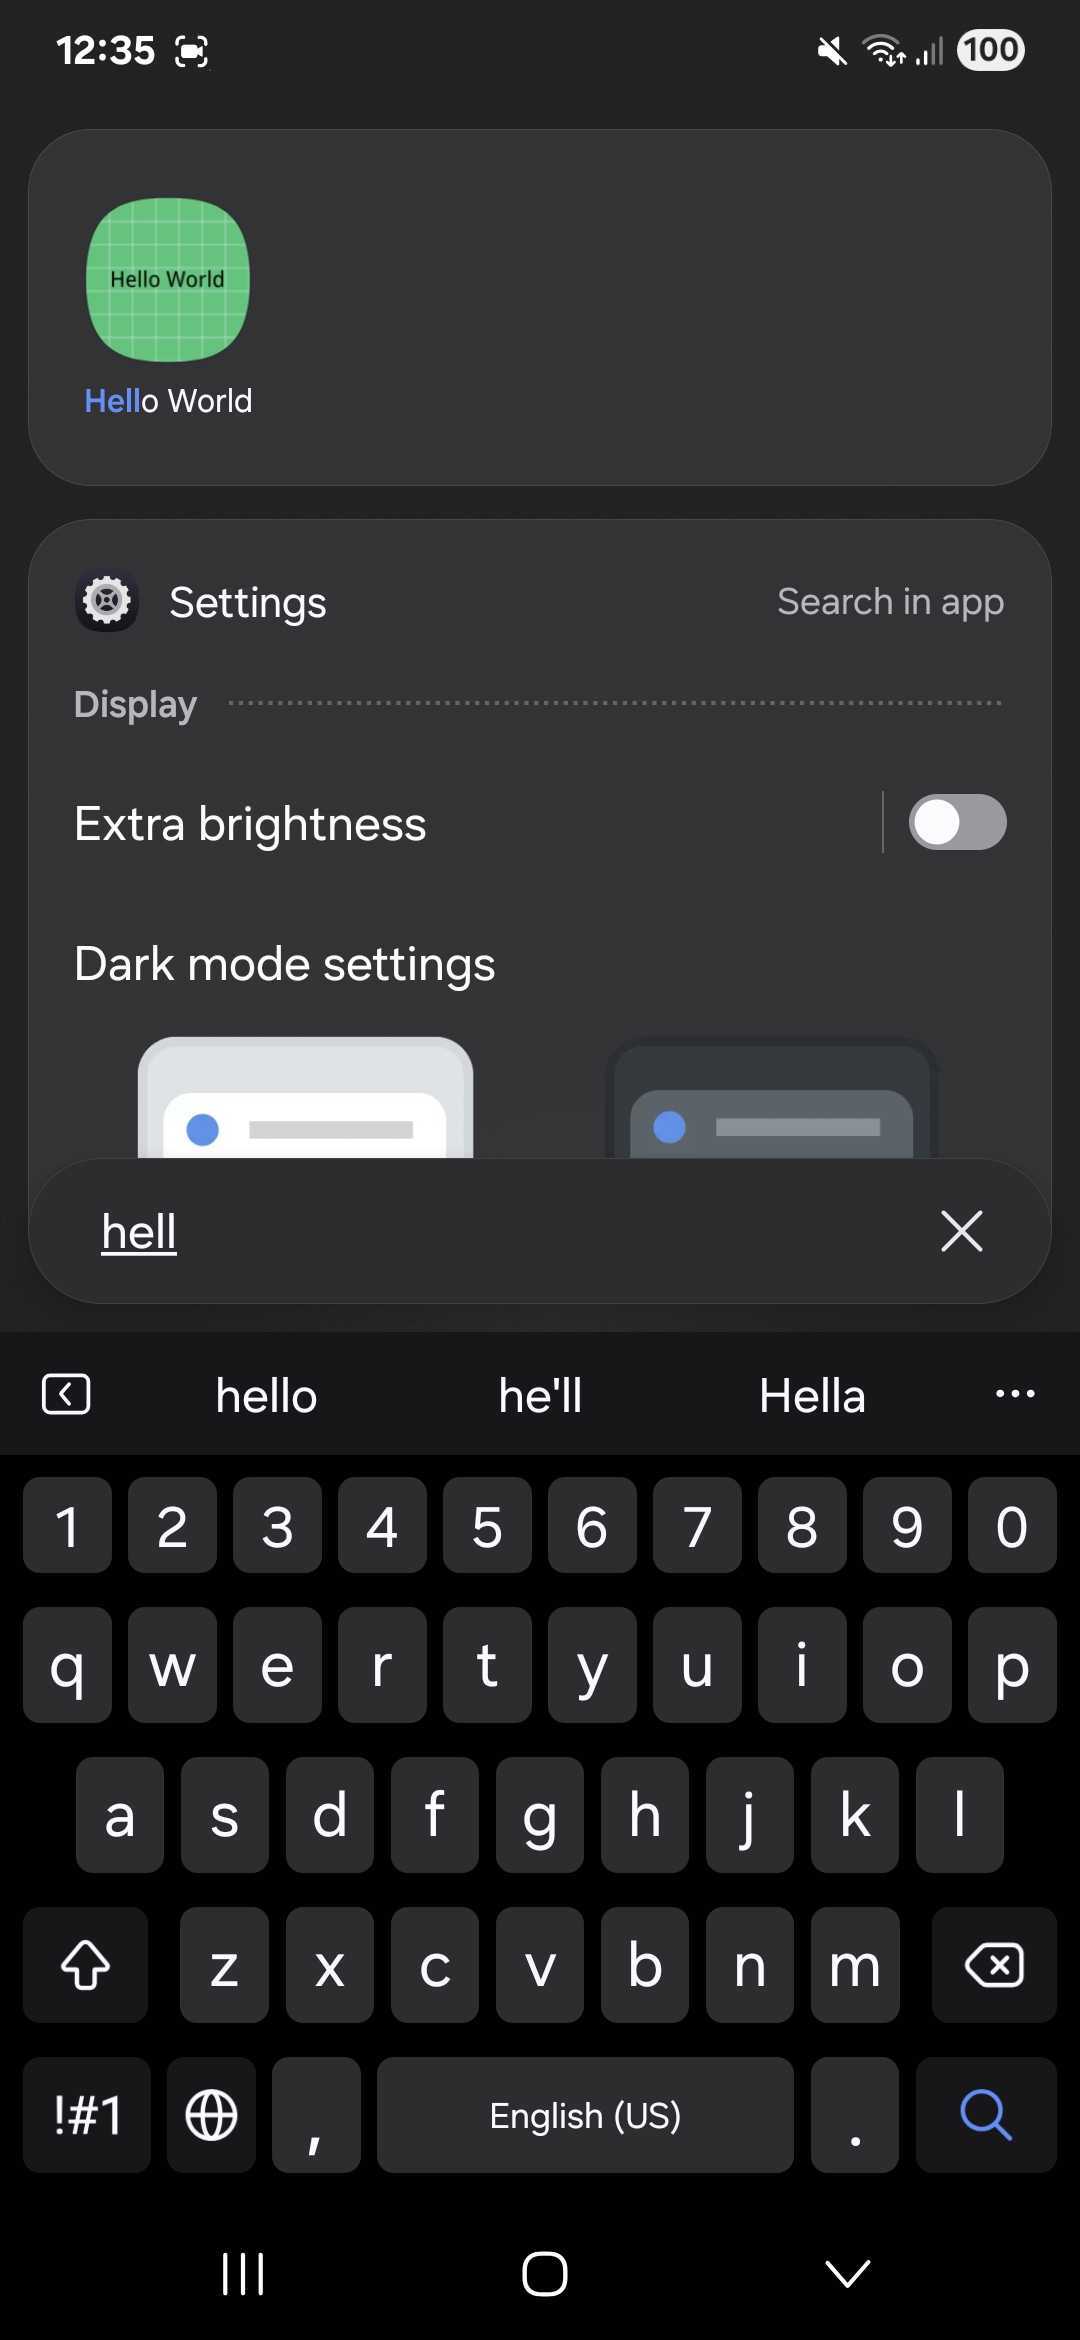 12:35
100
Hello World
Hello World
Settings
Search in app
Display
Extra brightness
Dark mode settings
hell
hello he'll Hella ...
1 2 3 4 5 6 7 8 9 0
q w e r t y u i o p
a s d f g h j k l
z x c v b n m
!#1 , English (US) .